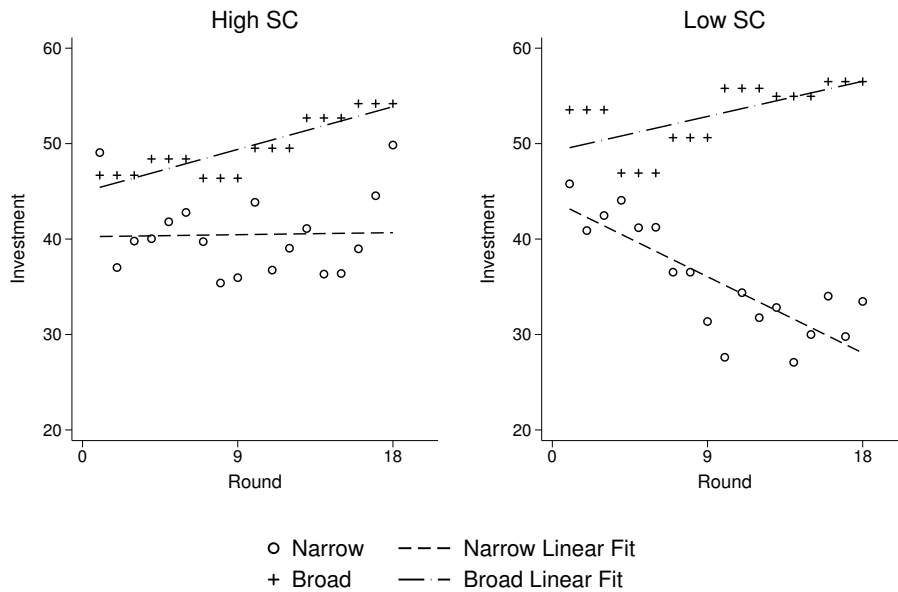 High SC
60
50
40
30
20
Investment
0 9 18
Round
Low SC
60
50
40
30
20
Investment
0 9 18
Round
Narrow Narrow Linear Fit
Broad Broad Linear Fit